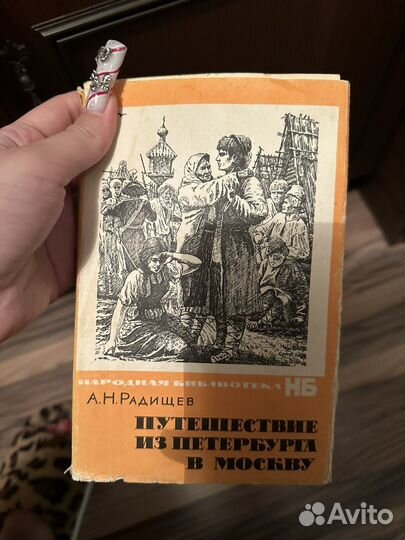 НАРОДНАЯ БИБЛИОТЕКА НБ
А.Н.РАДИЩЕВ
ПУТЕШЕСТВИЕ
ИЗ ПЕТЕРБУРГА
В МОСКВУ
Avito